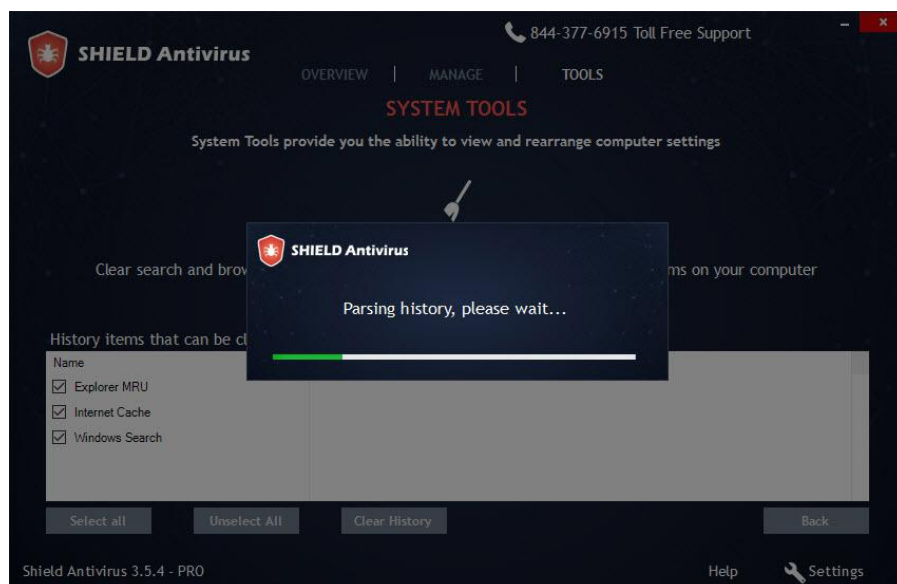 844-377-6915 Toll Free Support
SHIELD Antivirus
OVERVIEW | MANAGE | TOOLS
SYSTEM TOOLS
System Tools provide you the ability to view and rearrange computer settings
SHIELD Antivirus
Clear search and brow
ms on your computer
Parsing history, please wait...
History items that can be cl
Name
Explorer MRU
Internet Cache
Windows Search
Select all
Unselect All
Clear History
Back
Shield Antivirus 3.5.4 - PRO
Help
Settings